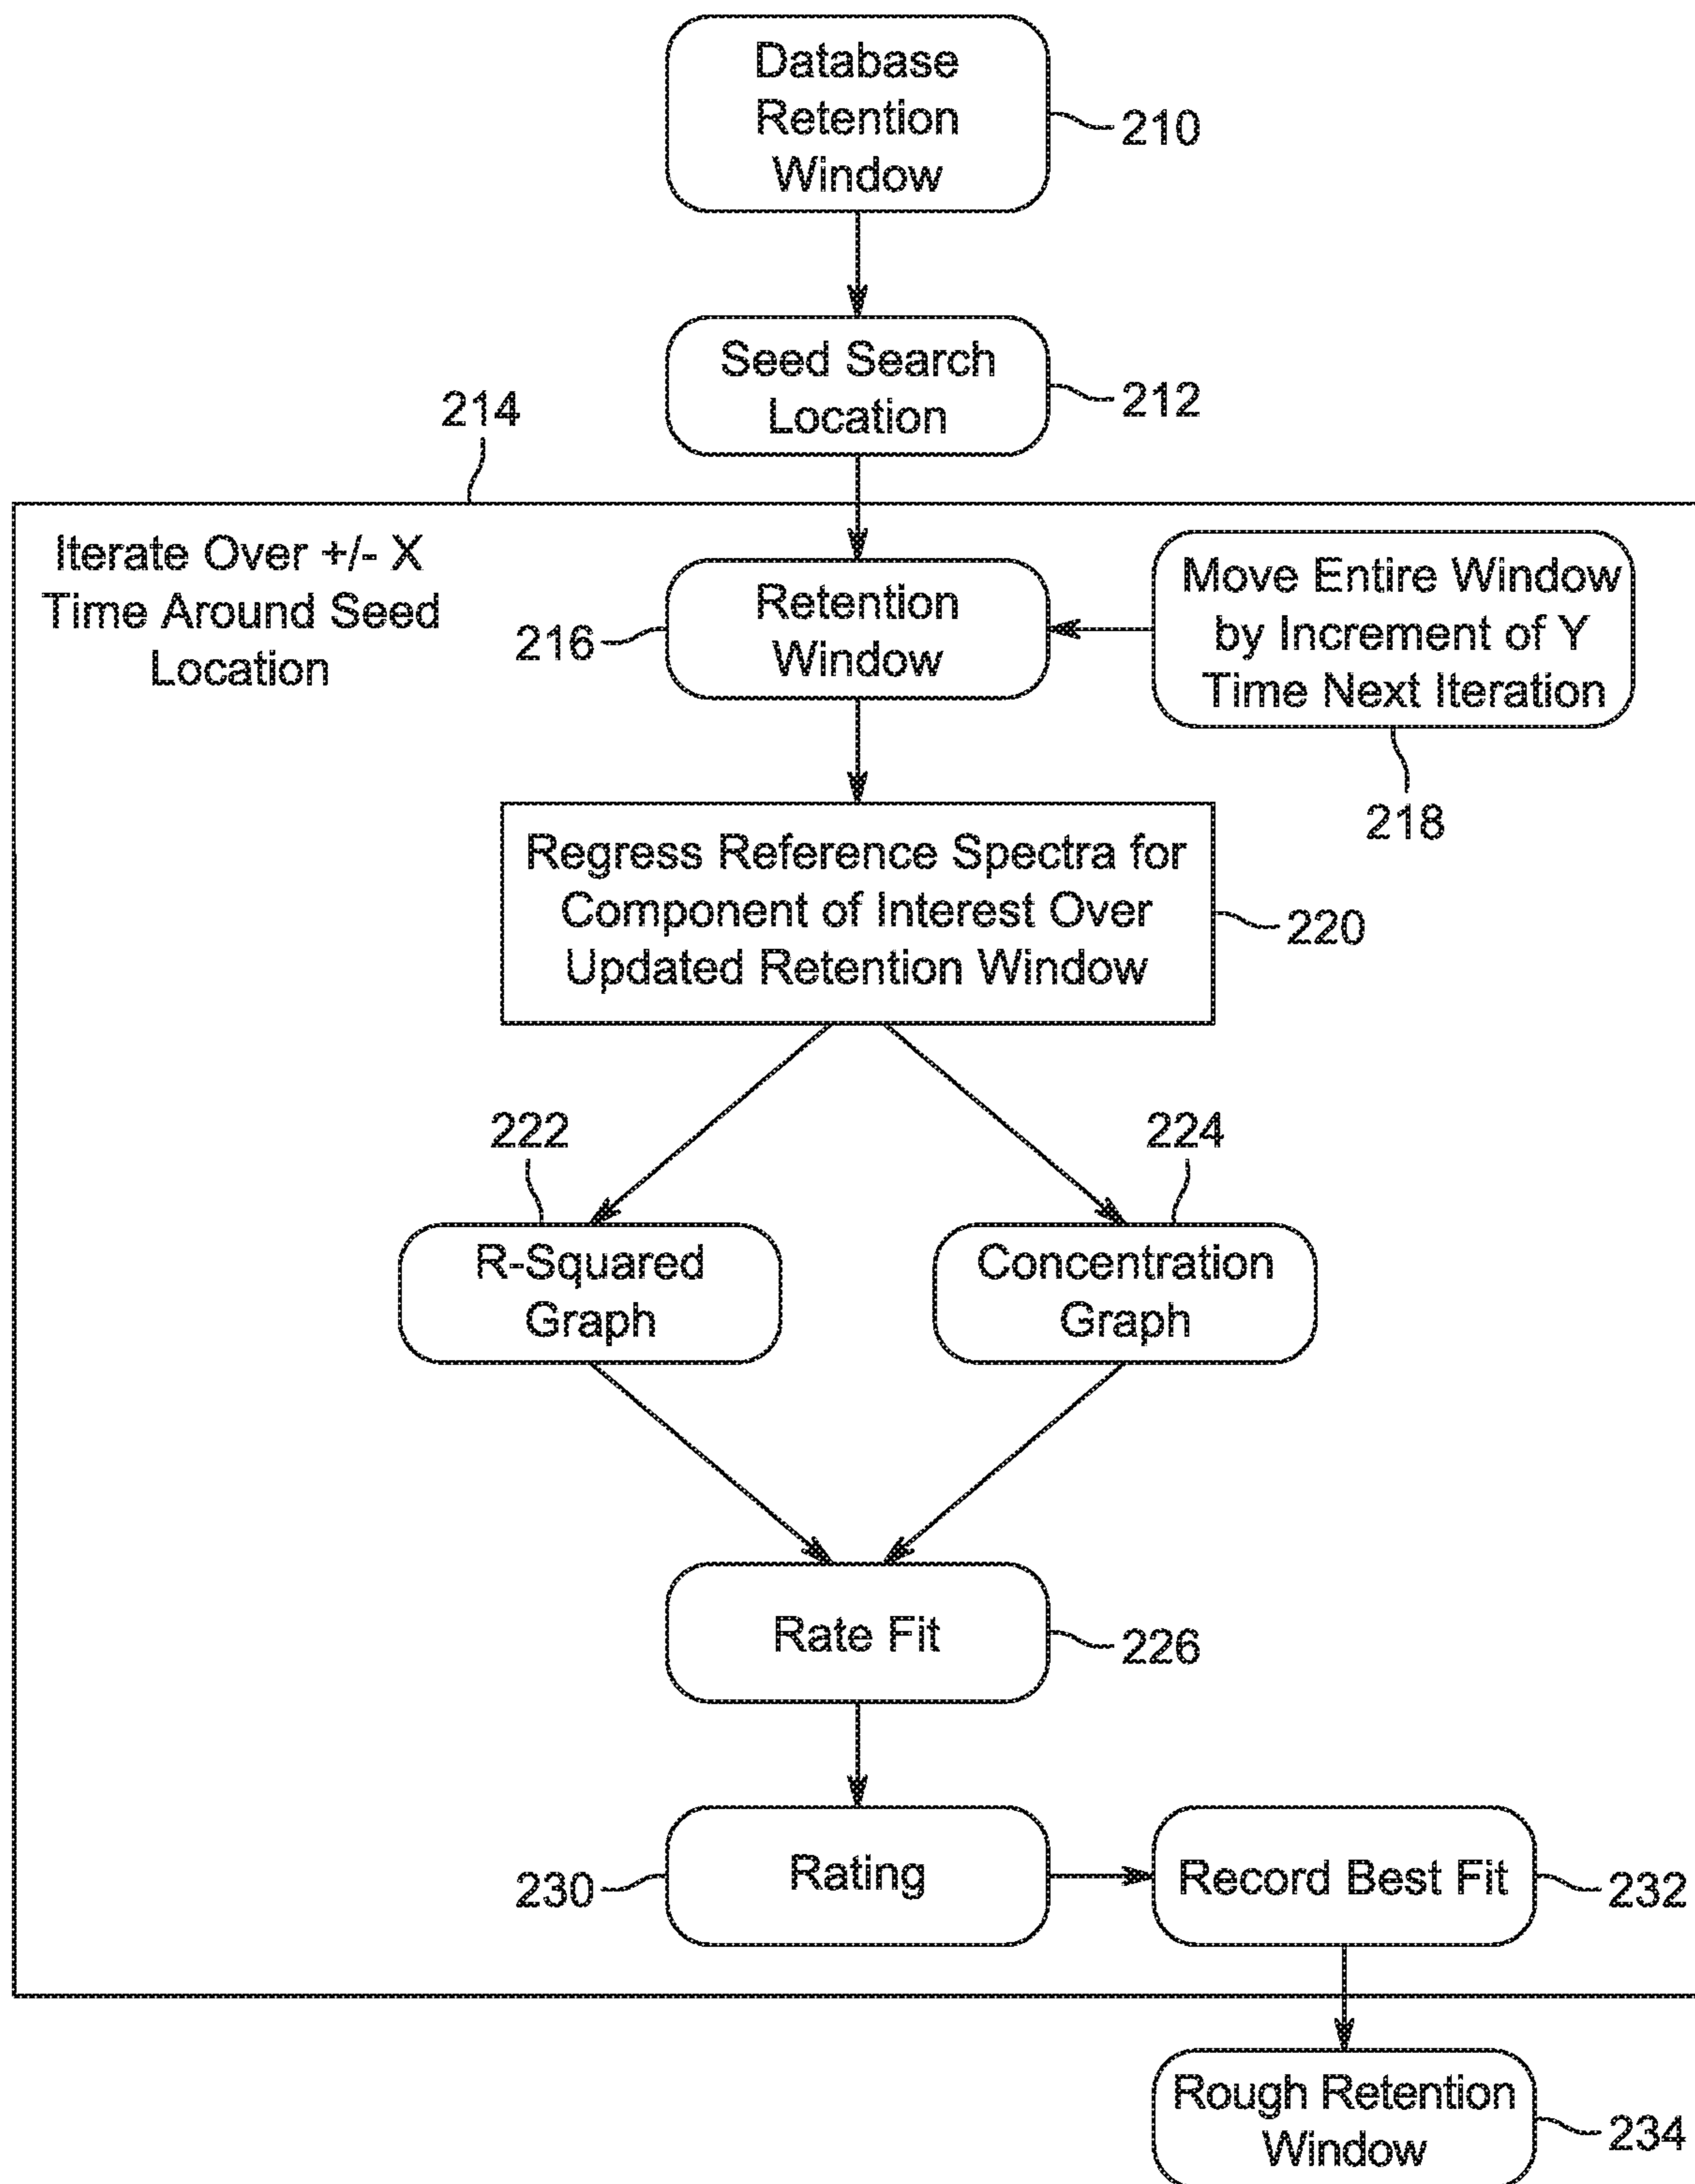 Database
Retention
Window
210
Seed Search
Location
212
214
Iterate Over +/- X
Time Around Seed
Location
Retention
Window
216
Move Entire Window
by Increment of Y
Time Next Iteration
218
Regress Reference Spectra for
Component of Interest Over
Updated Retention Window
220
222
224
R-Squared
Graph
Concentration
Graph
Rate Fit
226
Rating
230
Record Best Fit
232
Rough Retention
Window
234